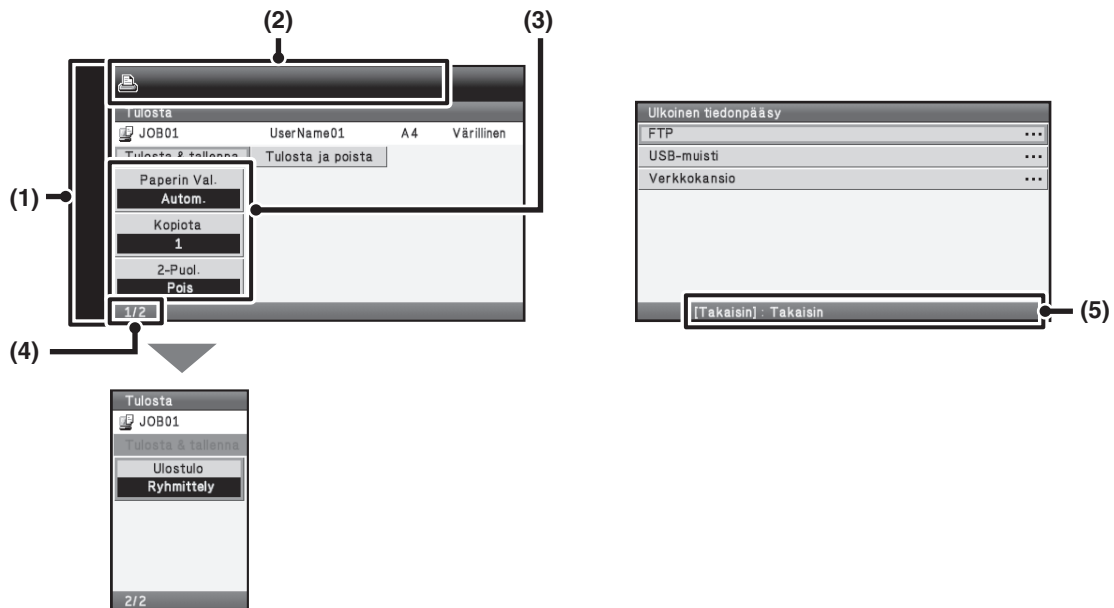 (2)
(3)
Tulosta
JOB01 UserName01 A4 Värillinen
Tulosta & tallenna Tulosta ja poista
(1)
Paperin Val.
Autom.
Kopiota
1
2-Puol.
Pois
1/2
(4)
Ulkoinen tiedonpääsy
FTP ...
USB-muisti ...
Verkkokansio ...
[Takaisin] : Takaisin
(5)
Tulosta
JOB01
Tulosta & tallenna
Ulostulo
Ryhmittely
2/2